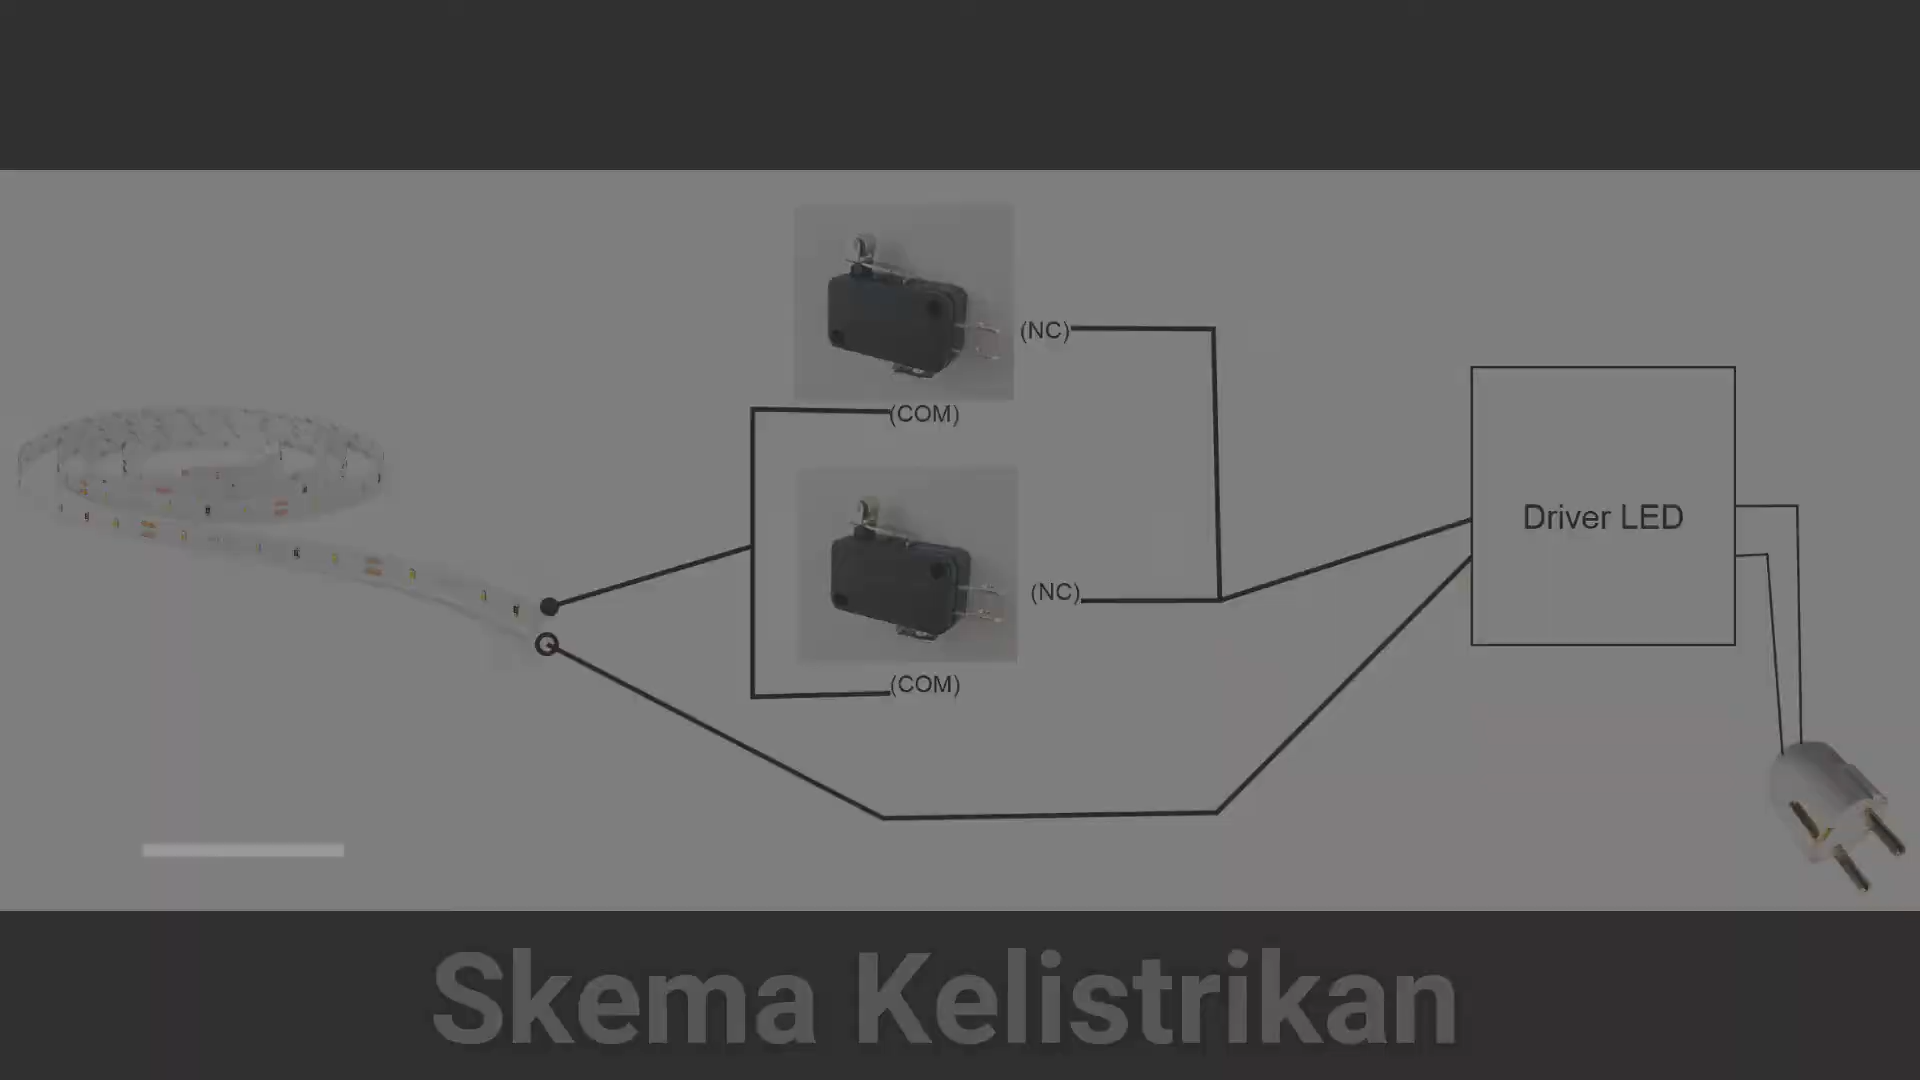 (NC)
(COM)
Driver LED
(NC)
(COM)
Skema Kelistrikan